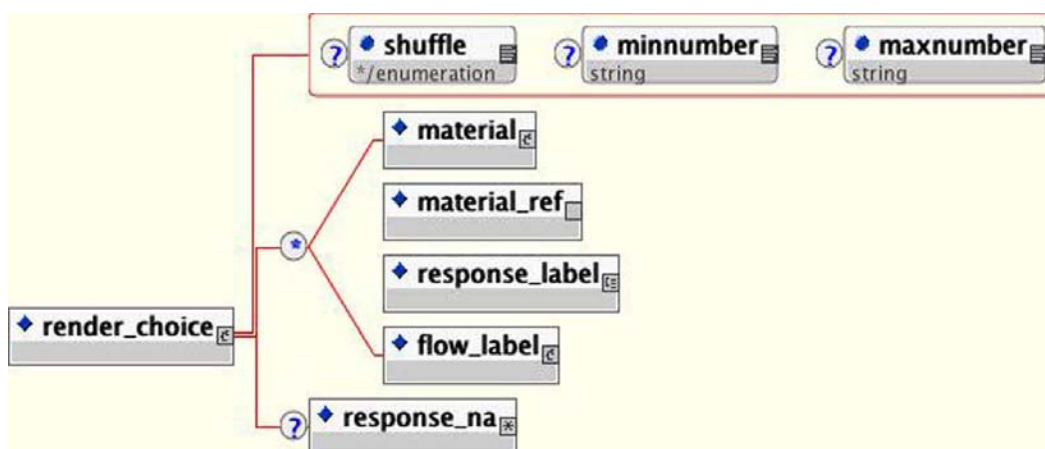 ? shuffle ? minnumber ? maxnumber
*/enumeration string string
material
material_ref
* response_label
render_choice
flow_label
? response_na *